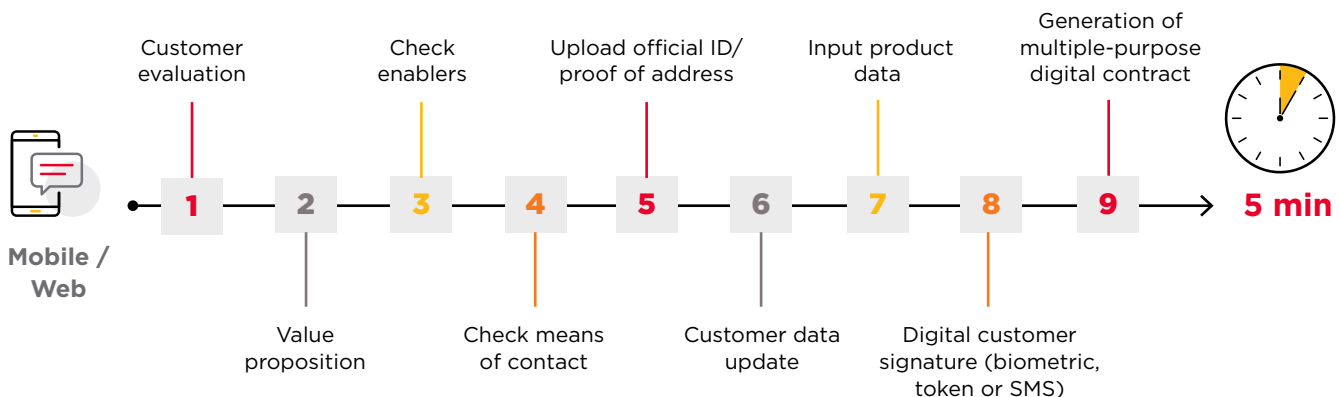 Mobile /
Web
Customer
evaluation
1
2
Value
proposition
Check
enablers
3
4
Check means
of contact
Upload official ID/
proof of address
5
6
Customer data
update
Input product
data
7
8
Digital customer
signature (biometric,
token or SMS)
Generation of
multiple-purpose
digital contract
9
5 min